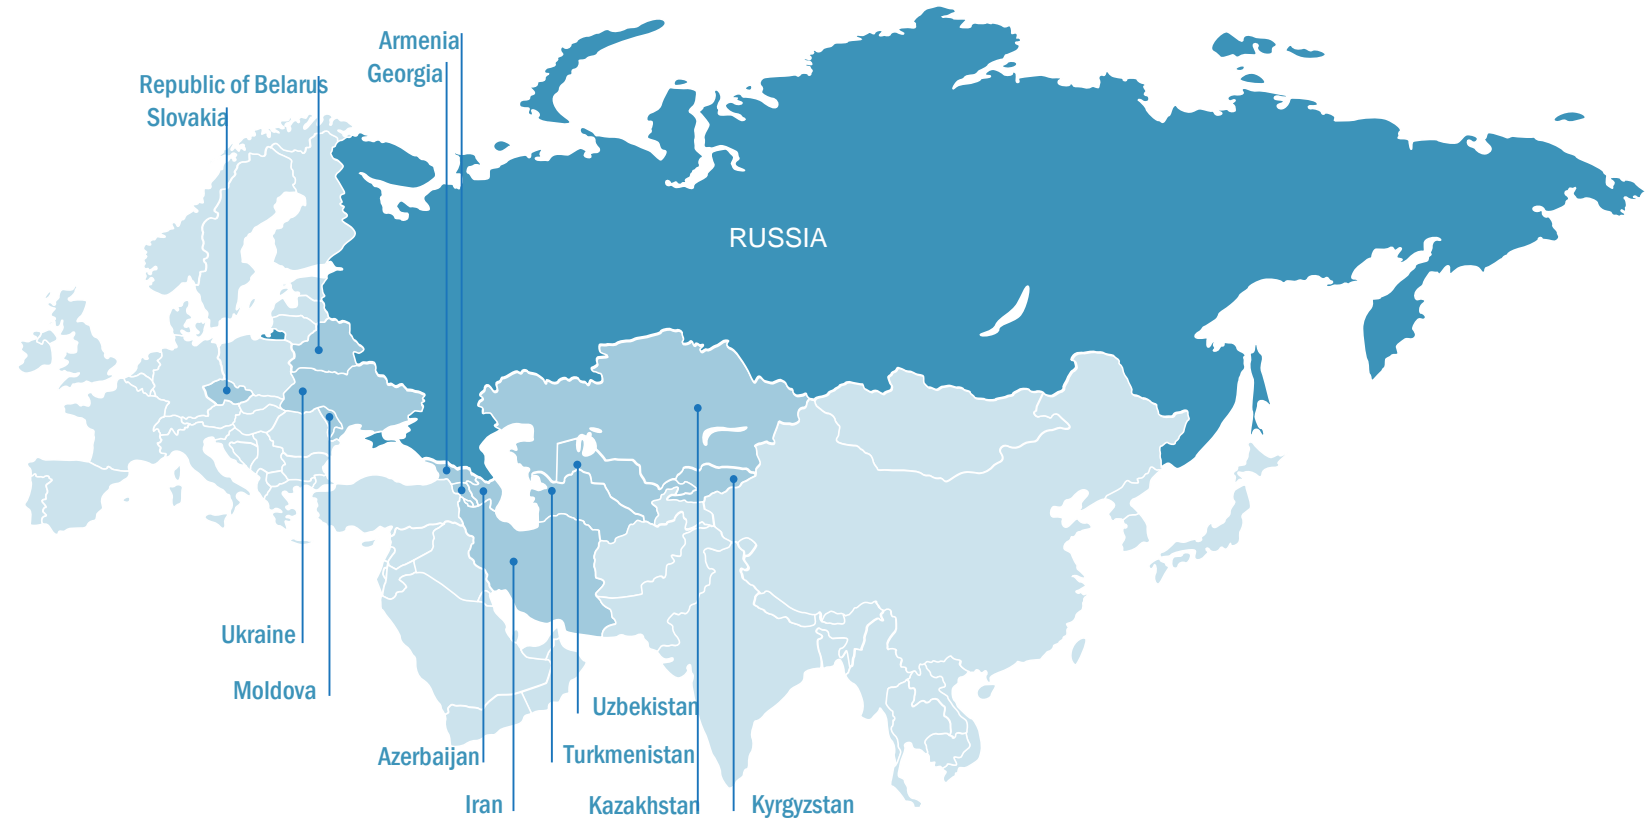 Armenia
Georgia
Republic of Belarus
Slovakia
RUSSIA
Ukraine
Moldova
Uzbekistan
Azerbaijan
Turkmenistan
Iran
Kazakhstan
Kyrgyzstan